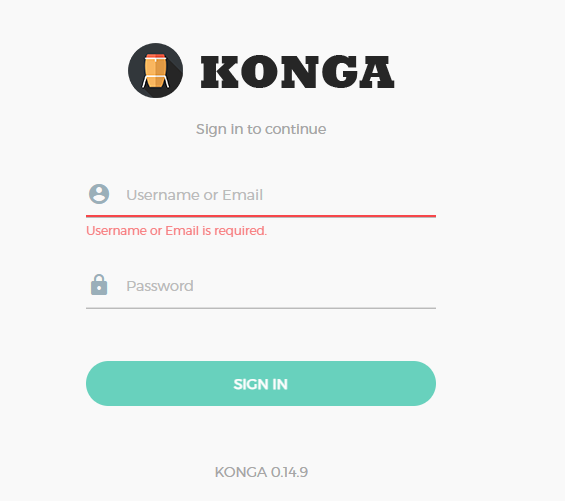 KONGA
Sign in to continue
Username or Email
Username or Email is required.
Password
SIGN IN
KONGA 0.14.9